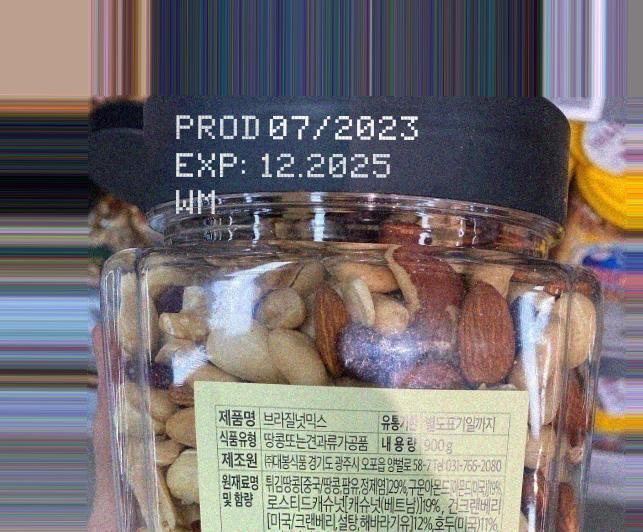 PROD 07/2023
EXP: 12.2025
WM
제품명 브라질넛믹스 유통기한 별도표기일까지
식품유형 땅콩또는견과류가공품 내용량 900g
제조원 ㈜대봉식품 경기도 광주시 오포읍 양벌로 58-7 Tel 031-766-2080
원재료명 및 함량 튀김땅콩{중국/땅콩,팜유,정제염}29%,구운아몬드[아몬드(미국)]19%,
로스티드캐슈넛[캐슈넛(베트남)]19%, 건크랜베리
[미국/크랜베리,설탕,해바라기유]12%,호두(미국)11%